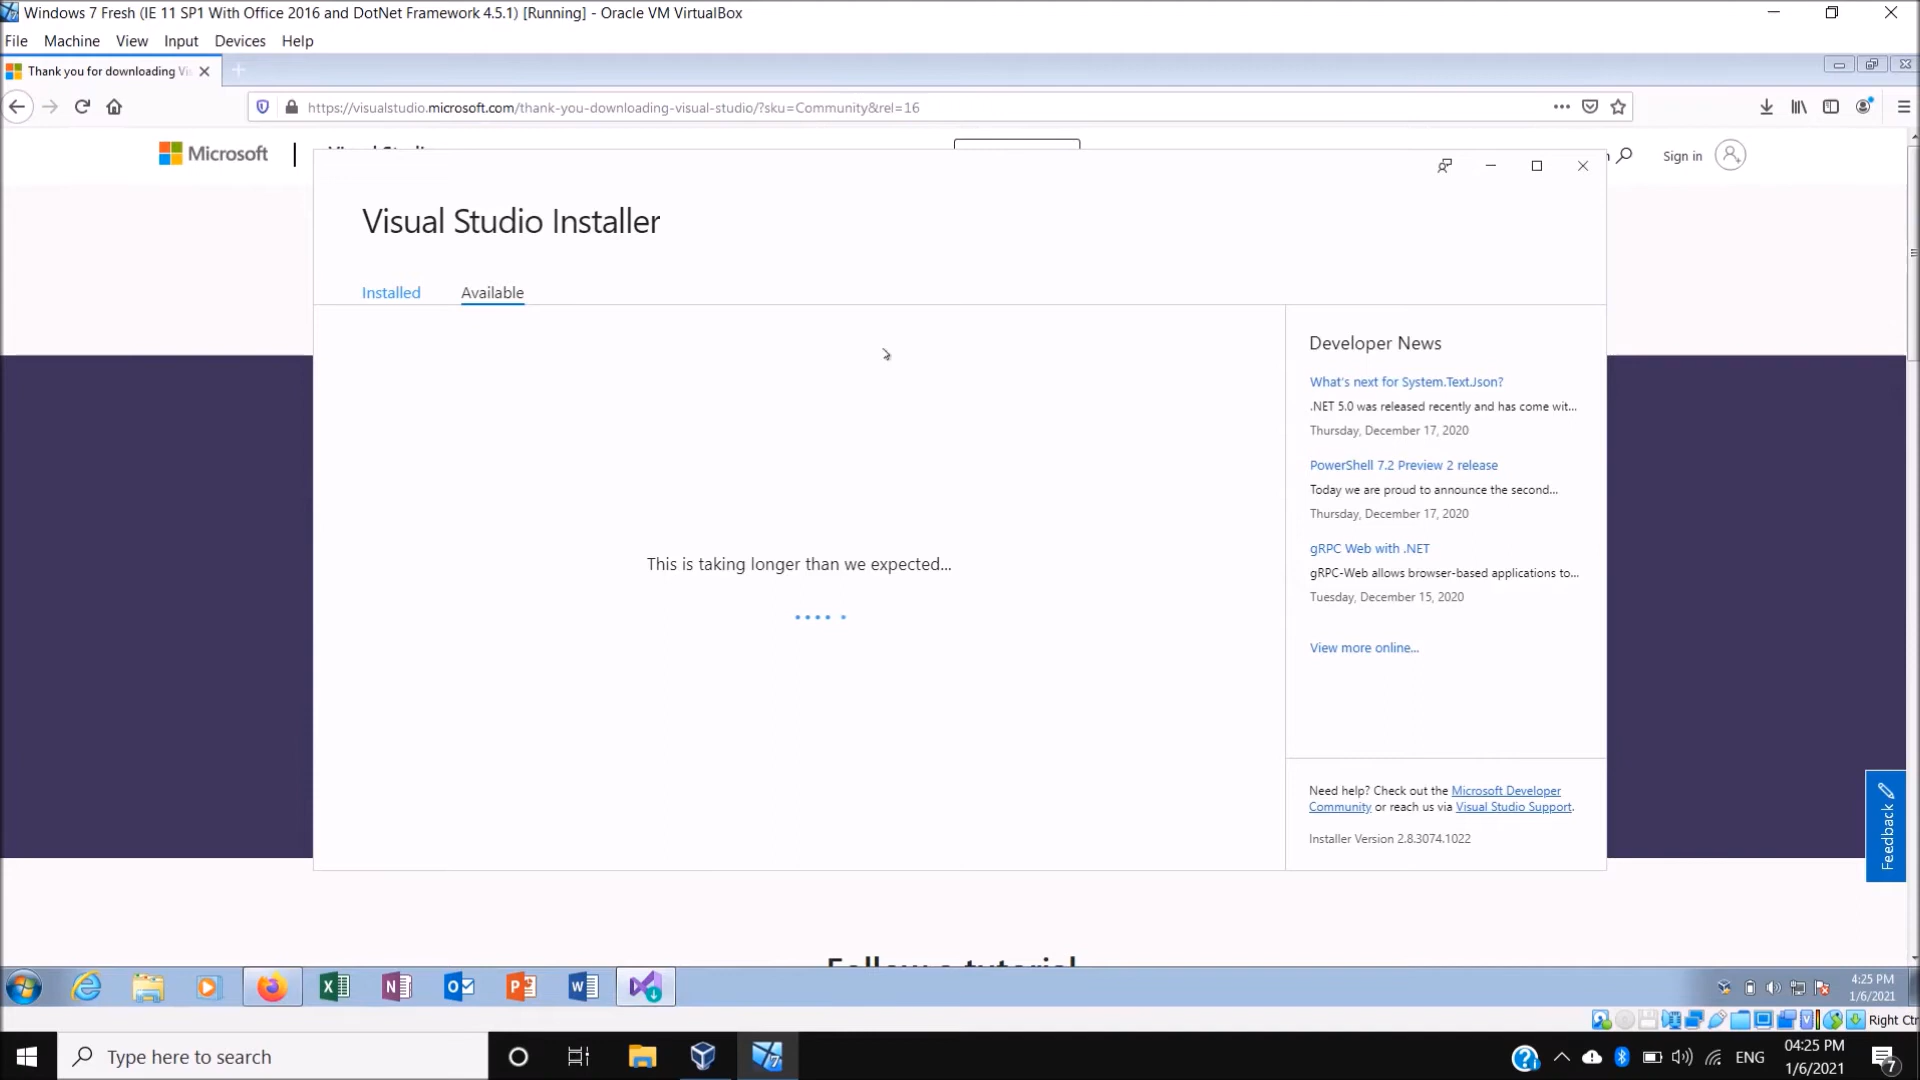 Windows 7 Fresh (IE 11 SP1 With Office 2016 and DotNet Framework 4.5.1) [Running] - Oracle VM VirtualBox
File Machine View Input Devices Help
Thank you for downloading Vi
https://visualstudio.microsoft.com/thank-you-downloading-visual-studio/?sku=Community&rel=16
Microsoft
Sign in
Visual Studio Installer
Installed Available
This is taking longer than we expected...
Developer News
What's next for System.Text.Json?
.NET 5.0 was released recently and has come wit...
Thursday, December 17, 2020
PowerShell 7.2 Preview 2 release
Today we are proud to announce the second...
Thursday, December 17, 2020
gRPC Web with .NET
gRPC-Web allows browser-based applications to...
Tuesday, December 15, 2020
View more online...
Need help? Check out the Microsoft Developer
Community or reach us via Visual Studio Support.
Installer Version 2.8.3074.1022
Feedback
4:25 PM
1/6/2021
Right Ctr
Type here to search
ENG
04:25 PM
1/6/2021
7